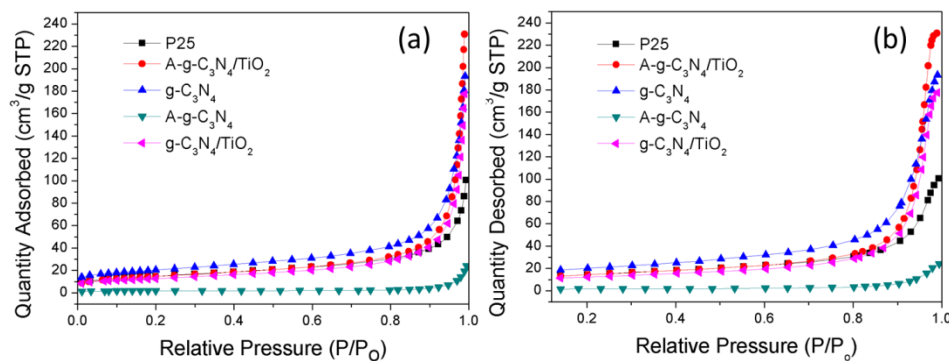 (a)
P25
A-g-C₃N₄/TiO₂
g-C₃N₄
A-g-C₃N₄
g-C₃N₄/TiO₂
Quantity Adsorbed (cm³/g STP)
240
220
200
180
160
140
120
100
80
60
40
20
0
0.0 0.2 0.4 0.6 0.8 1.0
Relative Pressure (P/P₀)
(b)
P25
A-g-C₃N₄/TiO₂
g-C₃N₄
A-g-C₃N₄
g-C₃N₄/TiO₂
Quantity Desorbed (cm³/g STP)
240
220
200
180
160
140
120
100
80
60
40
20
0
0.2 0.4 0.6 0.8 1.0
Relative Pressure (P/Pₒ)